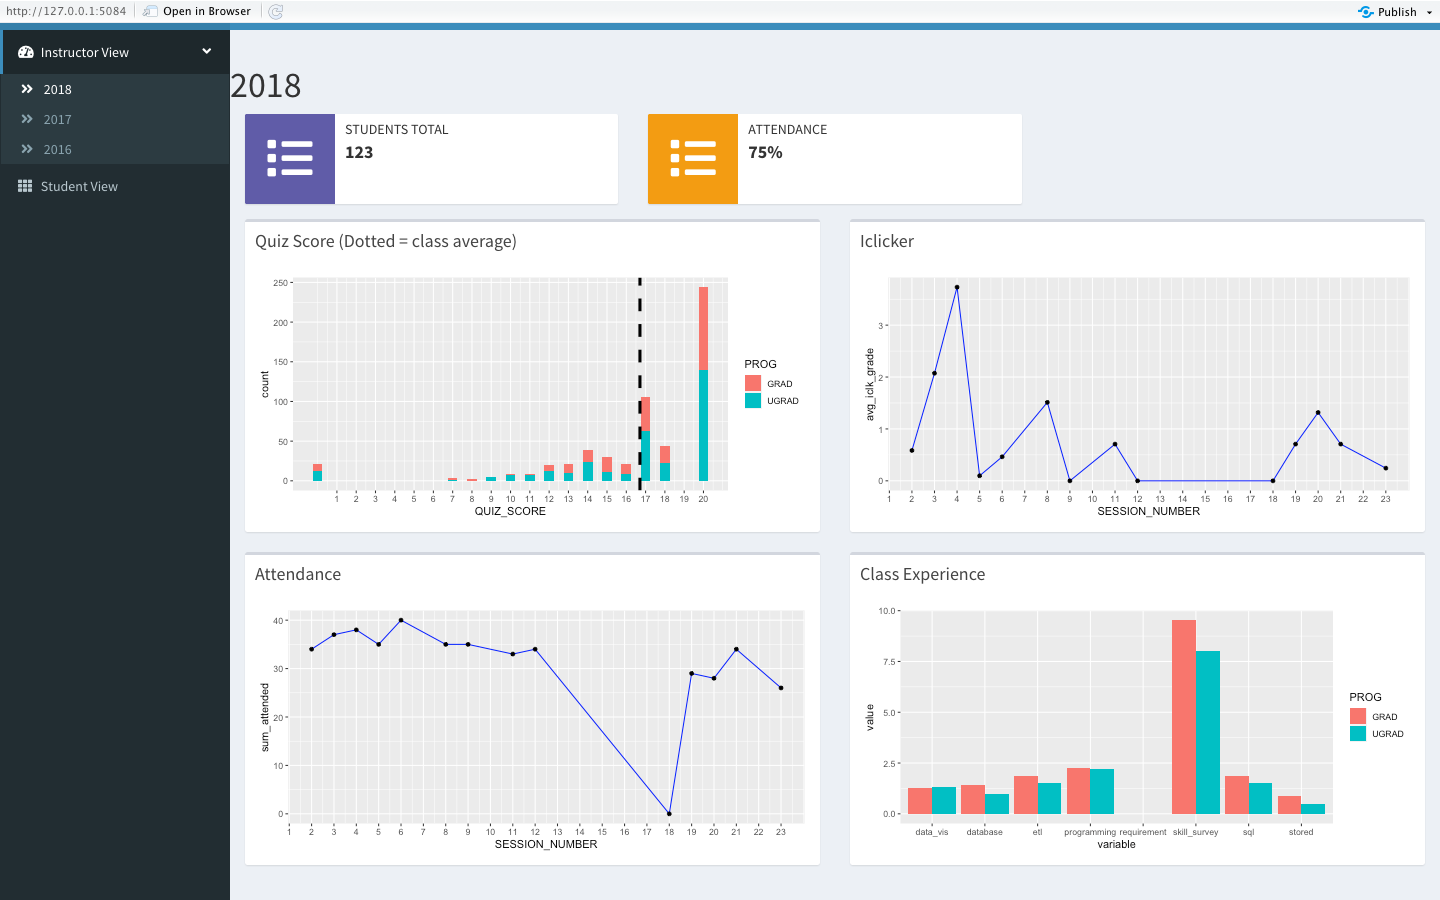 http://127.0.0.1:5084 Open in Browser Publish
Instructor View
2018
2017
2016
Student View
2018
STUDENTS TOTAL
123
ATTENDANCE
75%
Quiz Score (Dotted = class average)
250
200
150
100
50
0
count
1 2 3 4 5 6 7 8 9 10 11 12 13 14 15 16 17 18 19 20
QUIZ_SCORE
PROG
GRAD
UGRAD
Iclicker
3
2
1
0
avg_iclk_grade
1 2 3 4 5 6 7 8 9 10 11 12 13 14 15 16 17 18 19 20 21 22 23
SESSION_NUMBER
Attendance
40
30
20
10
0
sum_attended
1 2 3 4 5 6 7 8 9 10 11 12 13 14 15 16 17 18 19 20 21 22 23
SESSION_NUMBER
Class Experience
10.0
7.5
5.0
2.5
0.0
value
data_vis database etl programming requirement skill_survey sql stored
variable
PROG
GRAD
UGRAD